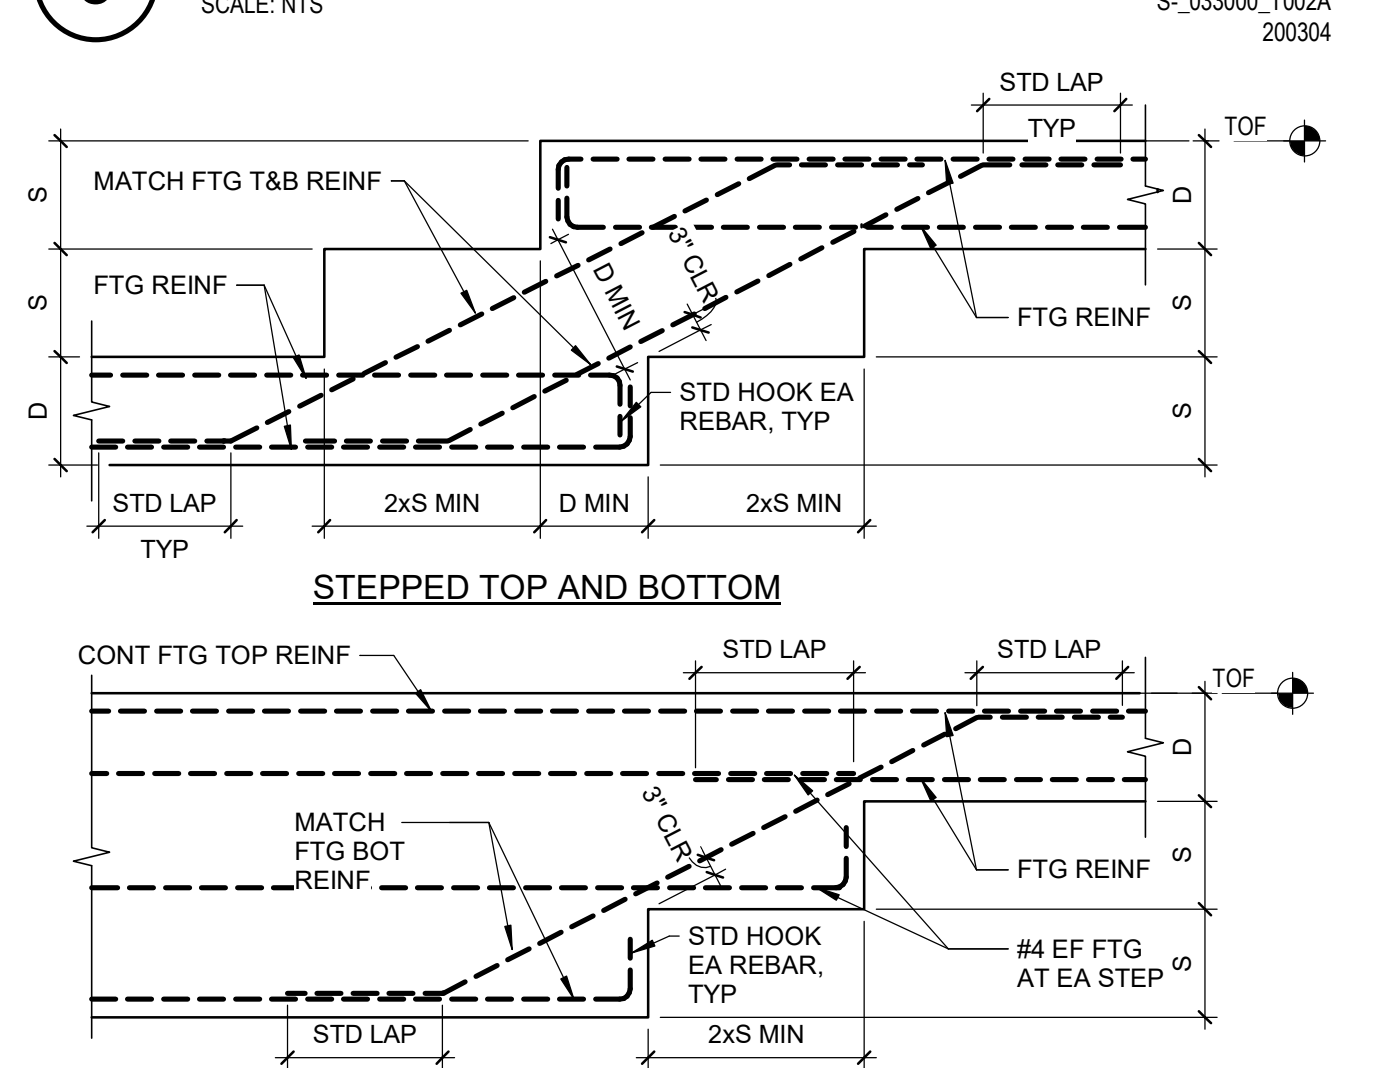 SCALE: NTS
S-_033000_T002A
200304
STD LAP
TYP
TOF
MATCH FTG T&B REINF
S
D
3" CLR
FTG REINF
D MIN
S
S
FTG REINF
STD HOOK EA
REBAR, TYP
D
S
STD LAP
TYP
2xS MIN
D MIN
2xS MIN
STEPPED TOP AND BOTTOM
CONT FTG TOP REINF
STD LAP
STD LAP
TOF
D
3" CLR
MATCH
FTG BOT
REINF.
S
FTG REINF
STD HOOK
EA REBAR,
TYP
#4 EF FTG
AT EA STEP
S
STD LAP
2xS MIN